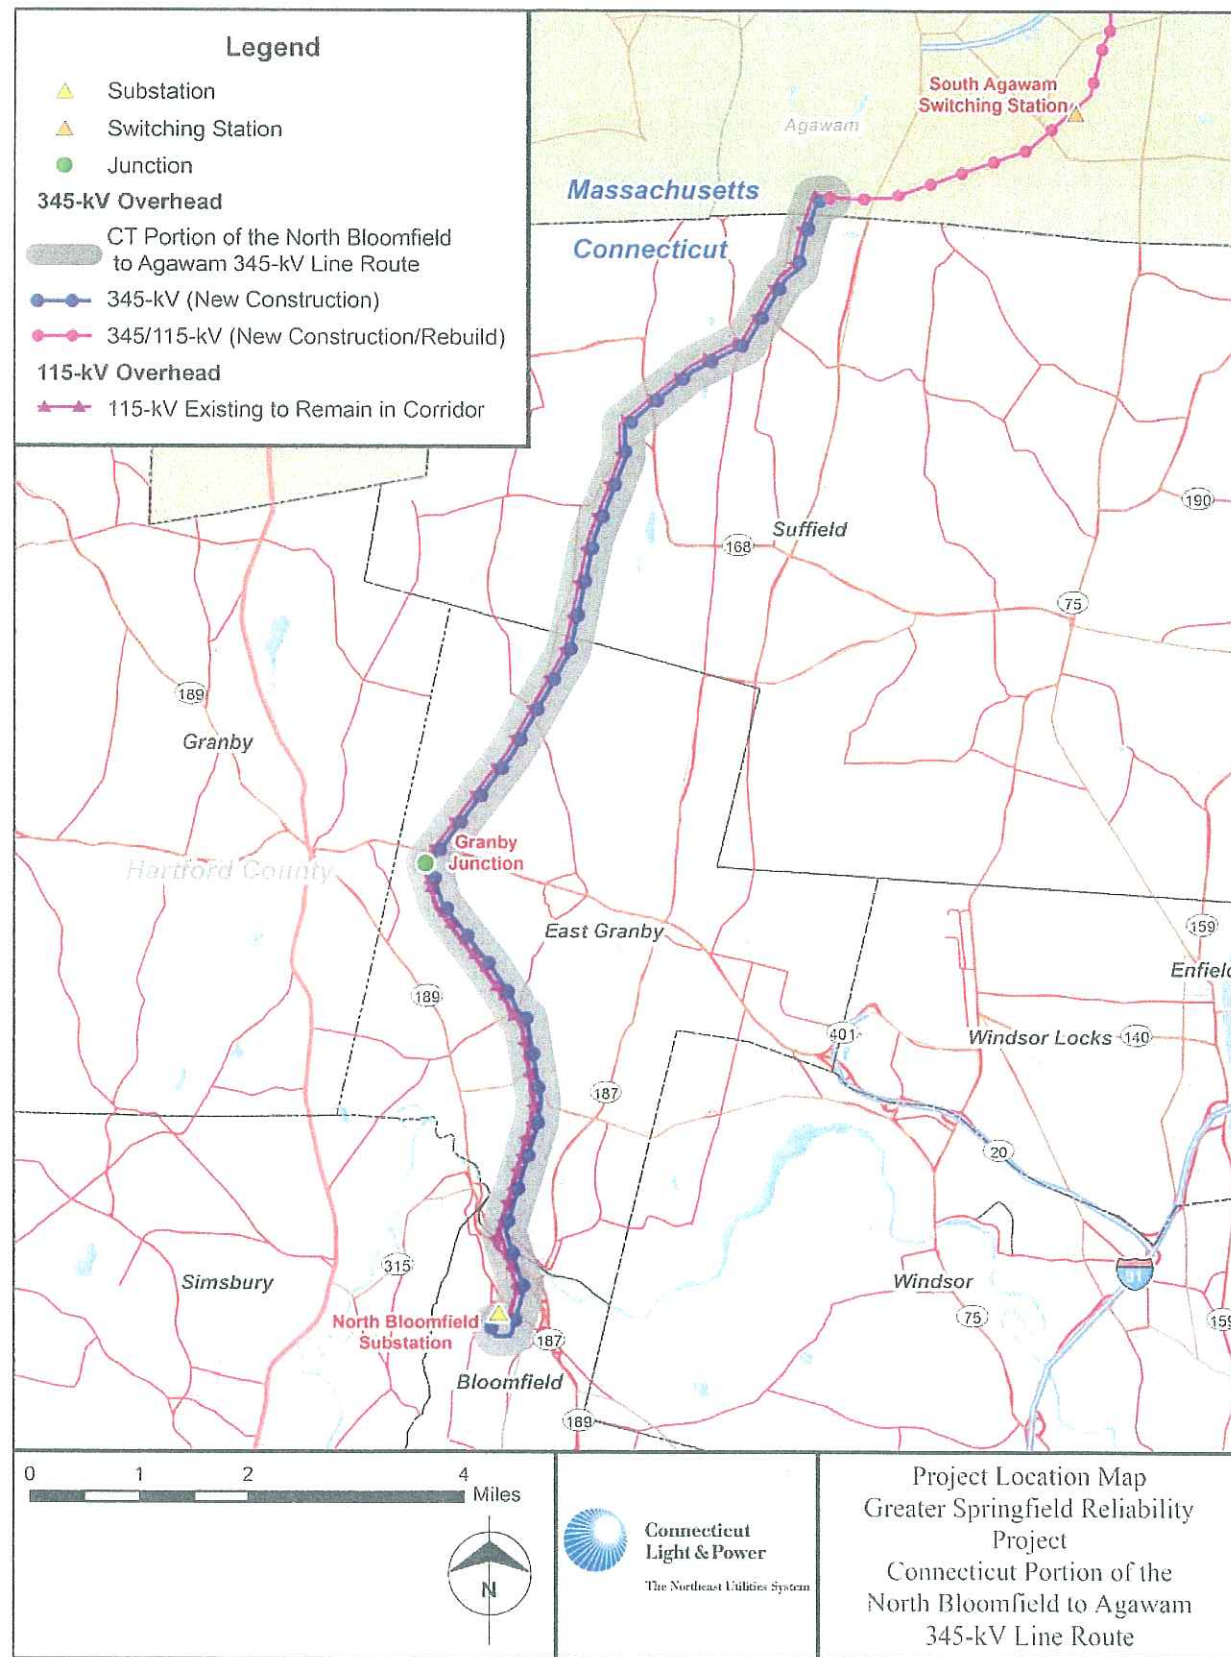 Legend
Substation
Switching Station
Junction
345-kV Overhead
CT Portion of the North Bloomfield
to Agawam 345-kV Line Route
345-kV (New Construction)
345/115-kV (New Construction/Rebuild)
115-kV Overhead
115-kV Existing to Remain in Corridor
South Agawam
Switching Station
Agawam
Massachusetts
Connecticut
190
Suffield
168
75
189
Granby
Granby
Junction
Hartford County
East Granby
159
Enfield
189
401
Windsor Locks
140
187
20
Simsbury
315
Windsor
91
North Bloomfield
Substation
187
75
159
Bloomfield
189
0 1 2 4
Miles
N
Connecticut
Light & Power
The Northeast Utilities System
Project Location Map
Greater Springfield Reliability
Project
Connecticut Portion of the
North Bloomfield to Agawam
345-kV Line Route